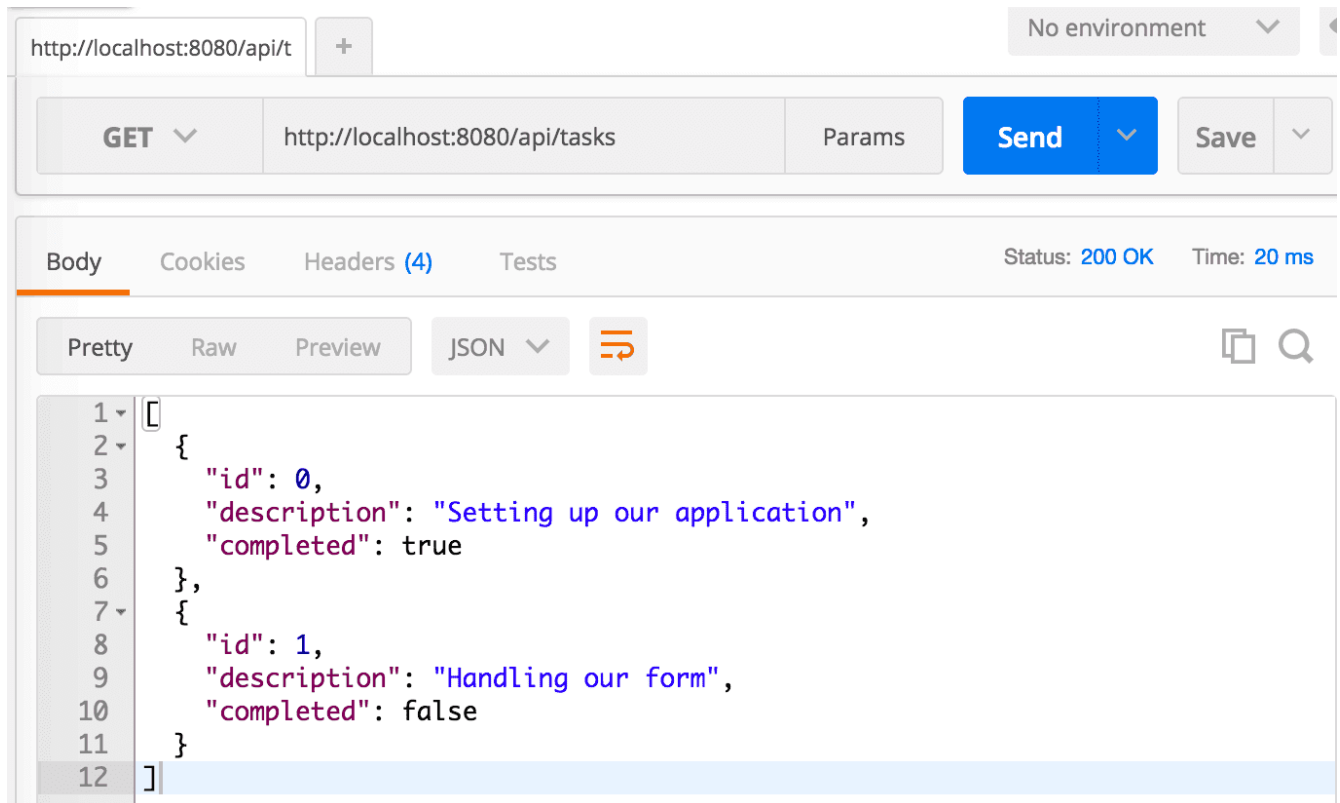 http://localhost:8080/api/t
+
No environment
GET http://localhost:8080/api/tasks Params Send Save
Body Cookies Headers (4) Tests Status: 200 OK Time: 20 ms
Pretty Raw Preview JSON
1 [
2 {
3 "id": 0,
4 "description": "Setting up our application",
5 "completed": true
6 },
7 {
8 "id": 1,
9 "description": "Handling our form",
10 "completed": false
11 }
12 ]